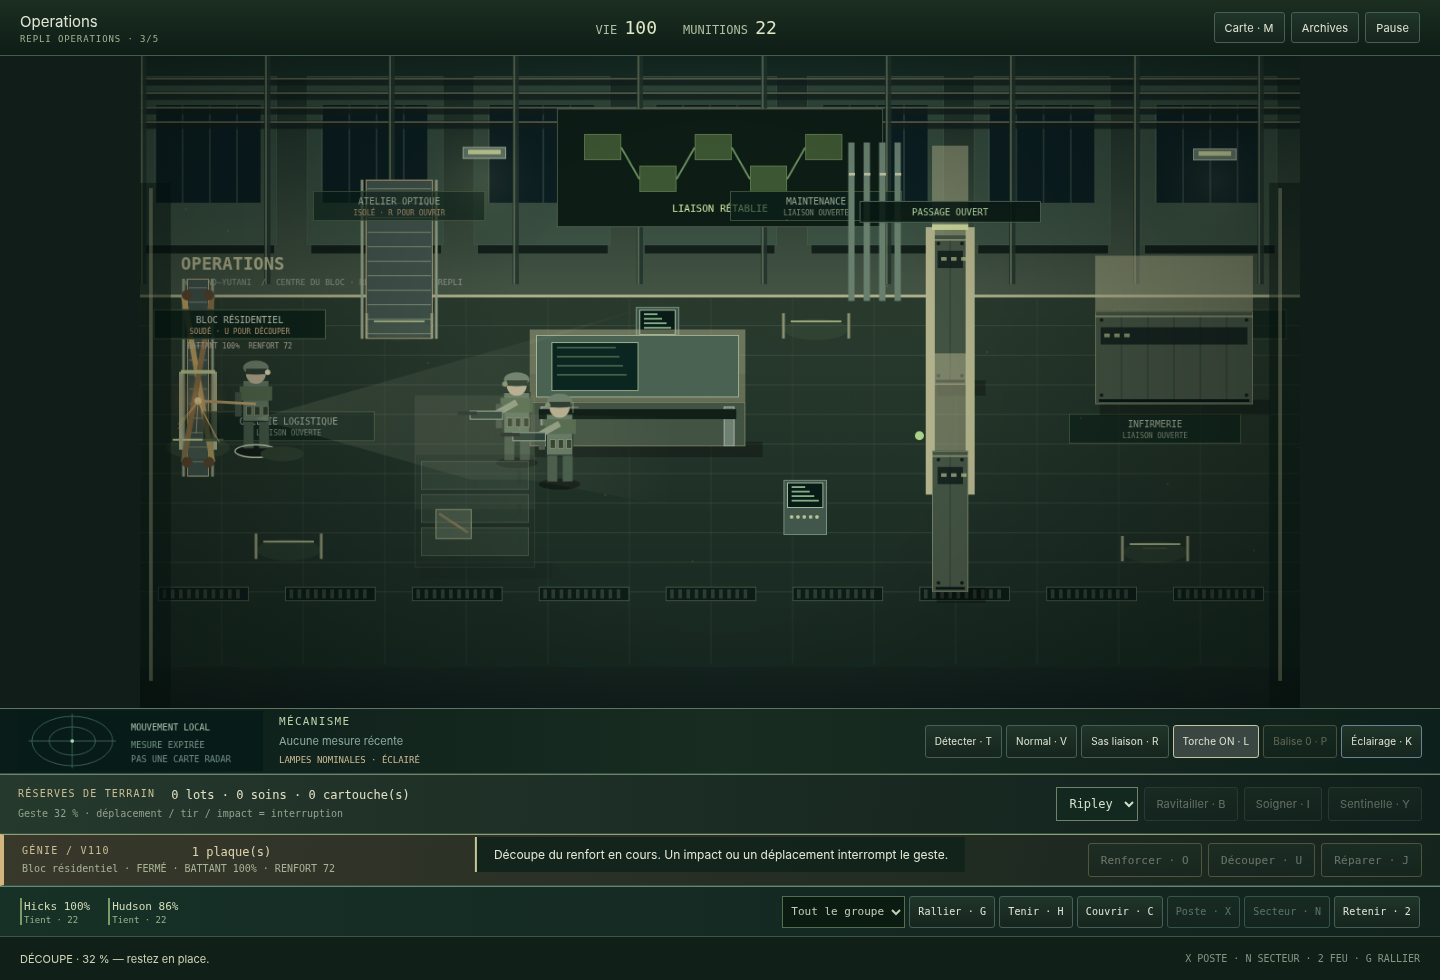 Operations
REPLI OPERATIONS · 3/5
VIE 100 MUNITIONS 22
Carte · M
Archives
Pause
ATELIER OPTIQUE
ISOLÉ · R POUR OUVRIR
LIAISON RÉTABLIE
MAINTENANCE
LIAISON OUVERTE
PASSAGE OUVERT
OPERATIONS
-YUTANI / CENTRE DU BLOC · REPLI
BLOC RÉSIDENTIEL
SOUDÉ · U POUR DÉCOUPER
BATTANT 100% RENFORT 72
LOGISTIQUE
LIAISON OUVERTE
INFIRMERIE
LIAISON OUVERTE
MOUVEMENT LOCAL
MESURE EXPIRÉE
PAS UNE CARTE RADAR
MÉCANISME
Aucune mesure récente
LAMPES NOMINALES · ÉCLAIRÉ
Détecter · T
Normal · V
Sas liaison · R
Torche ON · L
Balise 0 · P
Éclairage · K
RÉSERVES DE TERRAIN 0 lots · 0 soins · 0 cartouche(s)
Geste 32 % · déplacement / tir / impact = interruption
Ripley
Ravitailler · B
Soigner · I
Sentinelle · Y
GÉNIE / V110 1 plaque(s)
Bloc résidentiel · FERMÉ · BATTANT 100% · RENFORT 72
Découpe du renfort en cours. Un impact ou un déplacement interrompt le geste.
Renforcer · O
Découper · U
Réparer · J
Hicks 100%
Tient · 22
Hudson 86%
Tient · 22
Tout le groupe
Rallier · G
Tenir · H
Couvrir · C
Poste · X
Secteur · N
Retenir · 2
DÉCOUPE · 32 % — restez en place.
X POSTE · N SECTEUR · 2 FEU · G RALLIER